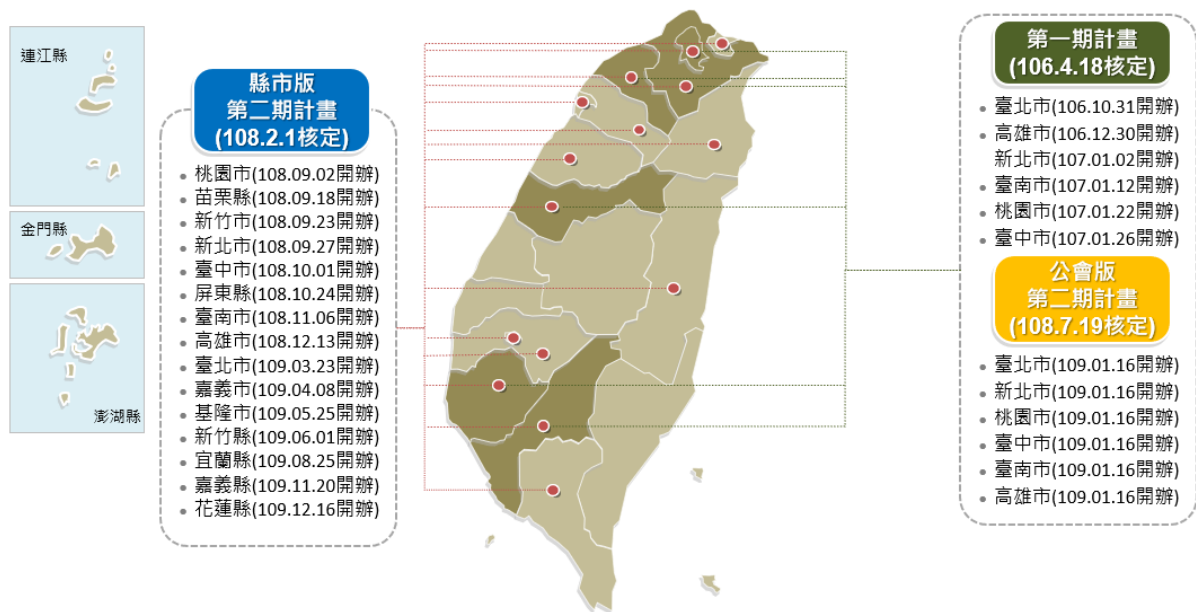 連江縣
金門縣
澎湖縣
縣市版
第二期計畫
(108.2.1核定)
桃園市(108.09.02開辦)
苗栗縣(108.09.18開辦)
新竹市(108.09.23開辦)
新北市(108.09.27開辦)
臺中市(108.10.01開辦)
屏東縣(108.10.24開辦)
臺南市(108.11.06開辦)
高雄市(108.12.13開辦)
臺北市(109.03.23開辦)
嘉義市(109.04.08開辦)
基隆市(109.05.25開辦)
新竹縣(109.06.01開辦)
宜蘭縣(109.08.25開辦)
嘉義縣(109.11.20開辦)
花蓮縣(109.12.16開辦)
第一期計畫
(106.4.18核定)
臺北市(106.10.31開辦)
高雄市(106.12.30開辦)
新北市(107.01.02開辦)
臺南市(107.01.12開辦)
桃園市(107.01.22開辦)
臺中市(107.01.26開辦)
公會版
第二期計畫
(108.7.19核定)
臺北市(109.01.16開辦)
新北市(109.01.16開辦)
桃園市(109.01.16開辦)
臺中市(109.01.16開辦)
臺南市(109.01.16開辦)
高雄市(109.01.16開辦)